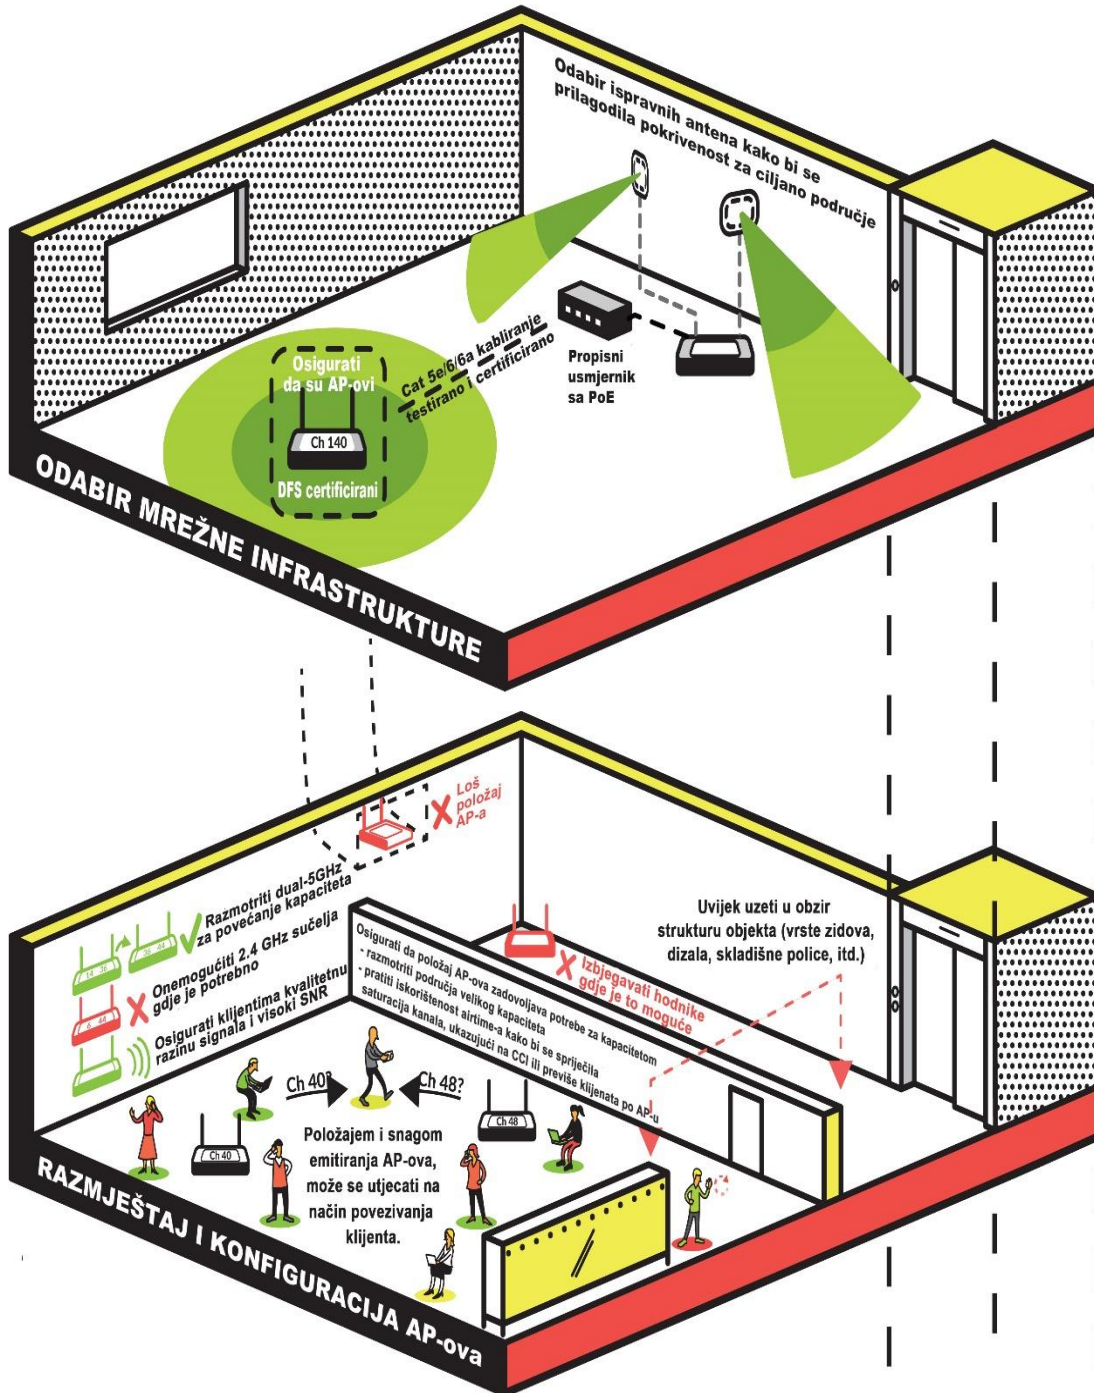 Odabir ispravnih antena kako bi se
prilagodila pokrivenost za ciljano područje
Osigurati
da su AP-ovi
Ch 140
DFS certificirani
Cat 5e/6/6a kabliranje
testirano i certificirano
Propisni
usmjernik
sa PoE
ODABIR MREŽNE INFRASTRUKTURE
Loš
položaj
AP-a
Razmotriti dual-5GHz
za povećanje kapaciteta
Onemogućiti 2.4 GHz sučelja
gdje je potrebno
Osigurati klijentima kvalitetnu
razinu signala i visoki SNR
Osigurati da položaj AP-ova zadovoljava potrebe za kapacitetom
- razmotriti područja velikog kapaciteta
- pratiti iskorištenost airtime-a kako bi se spriječila
saturacija kanala, ukazujući na CCI ili previše klijenata po AP-u
Izbjegavati hodnike
gdje je to moguće
Uvijek uzeti u obzir
strukturu objekta (vrste zidova,
dizala, skladišne police, itd.)
Ch 40?
Ch 48?
Ch 40
Ch 48
Položajem i snagom
emitiranja AP-ova,
može se utjecati na
način povezivanja
klijenta.
RAZMJEŠTAJ I KONFIGURACIJA AP-ova